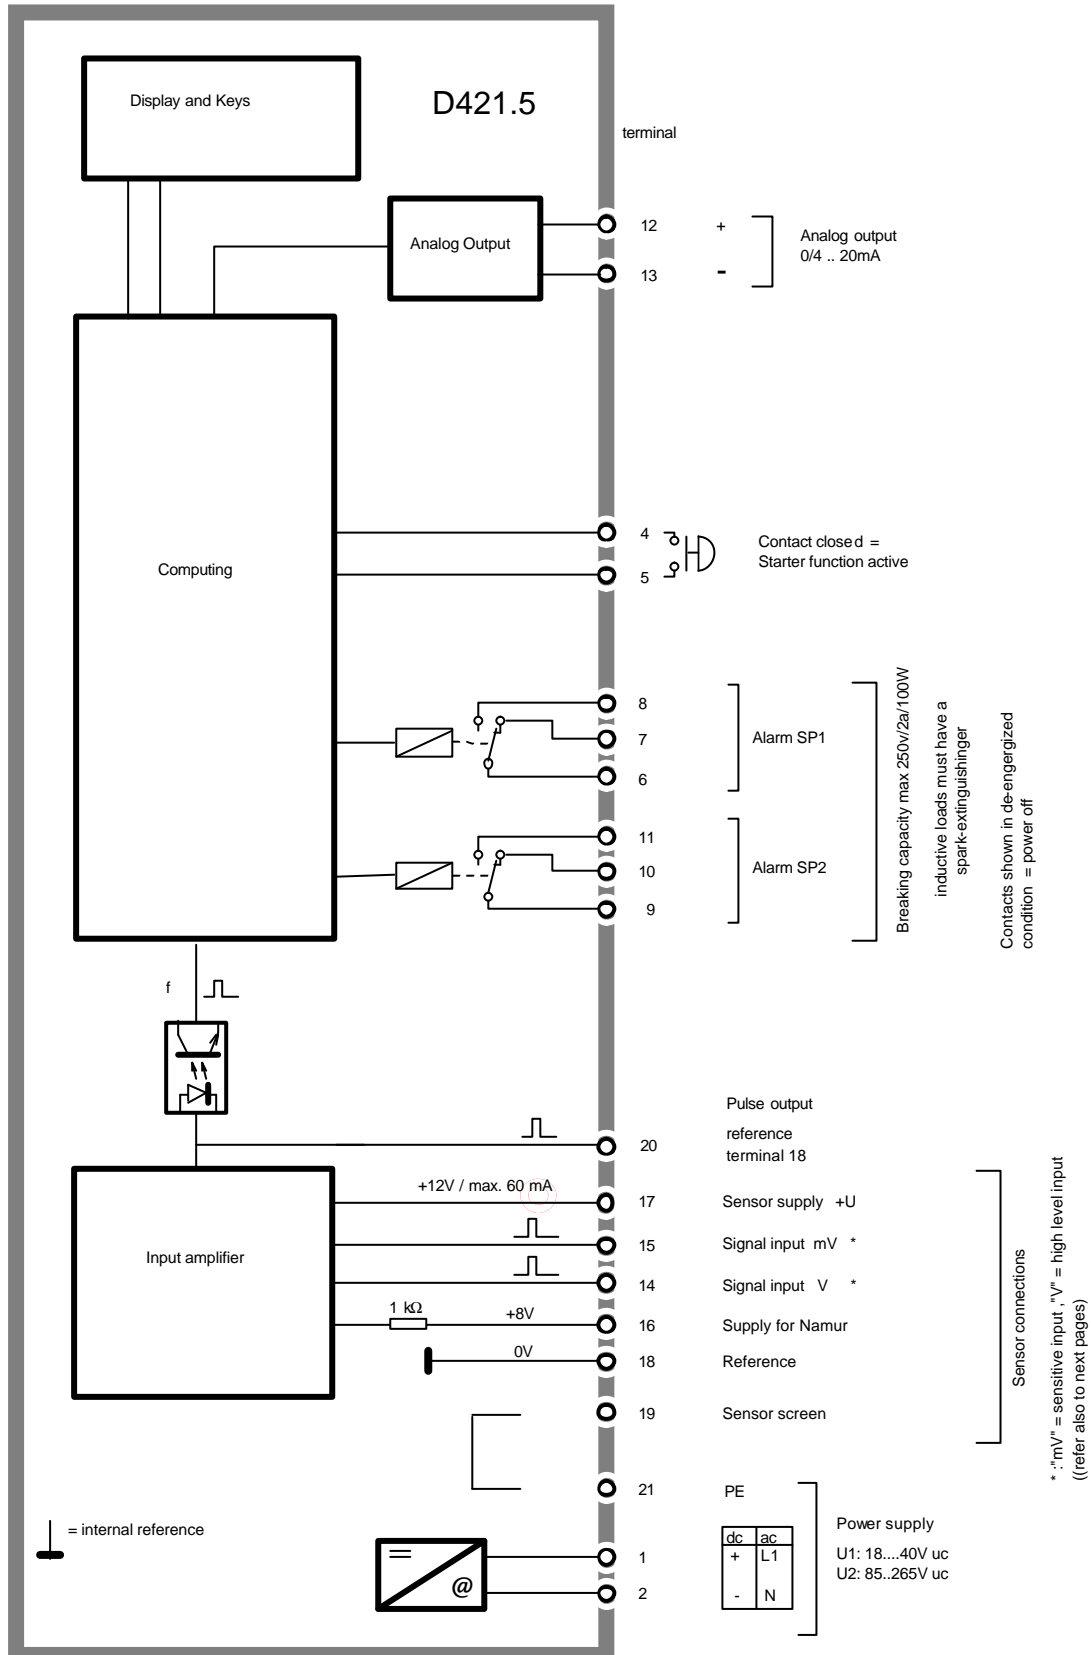 Display and Keys
D421.5
terminal
Analog Output
12 +
13 -
Analog output
0/4 .. 20mA
Computing
4
5
Contact closed =
Starter function active
8
7
6
Alarm SP1
11
10
9
Alarm SP2
Breaking capacity max 250v/2a/100W
inductive loads must have a
spark-extinguishinger
Contacts shown in de-engergized
condition = power off
f
Pulse output
reference
terminal 18
20
+12V / max. 60 mA
17 Sensor supply +U
15 Signal input mV *
Input amplifier
14 Signal input V *
1 kΩ +8V
16 Supply for Namur
0V
18 Reference
19 Sensor screen
Sensor connections
* :"mV" = sensitive input ,"V" = high level input
((refer also to next pages)
21 PE
= internal reference
@
1
2
dc ac
+ L1
- N
Power supply
U1: 18....40V uc
U2: 85..265V uc